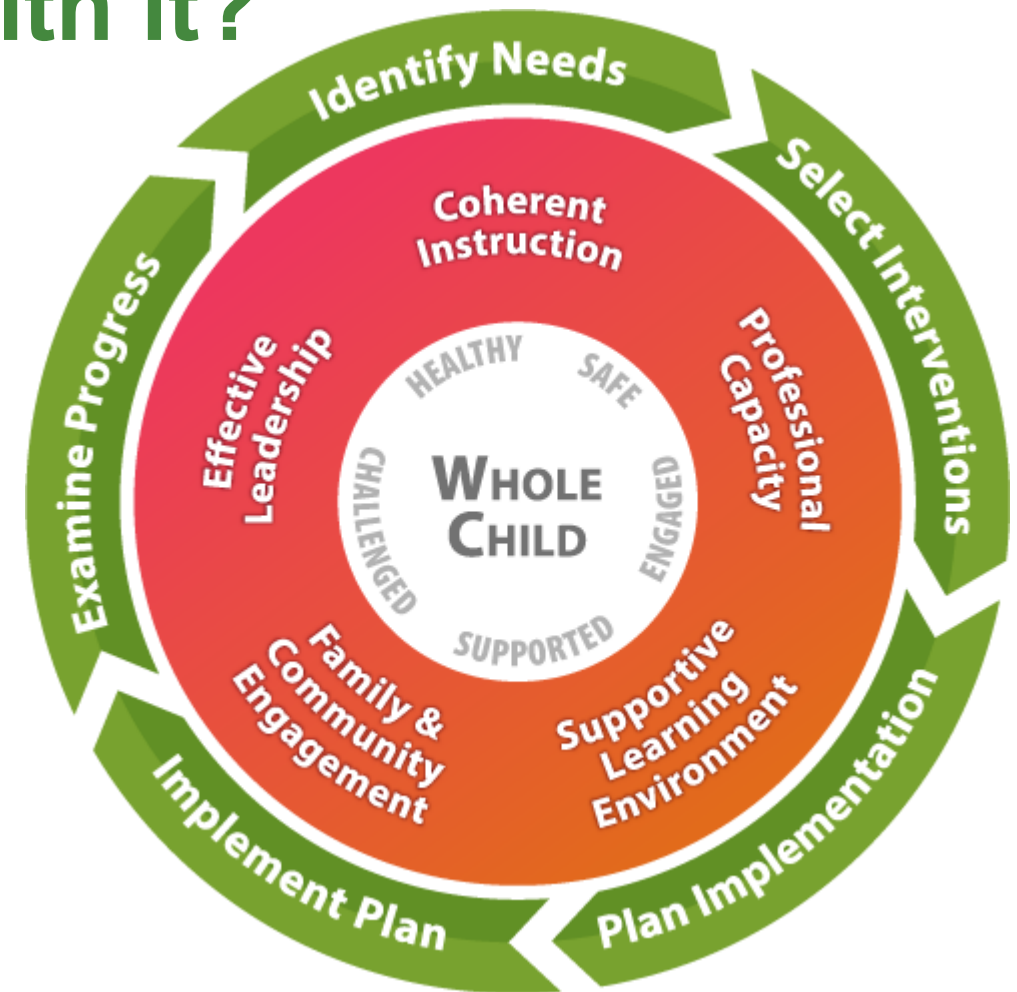 ith it?
Identify Needs
Select Interventions
Plan Implementation
Implement Plan
Examine Progress
Coherent
Instruction
Professional
Capacity
Supportive
Learning
Environment
Family &
Community
Engagement
Effective
Leadership
HEALTHY
SAFE
ENGAGED
SUPPORTED
CHALLENGED
WHOLE
CHILD